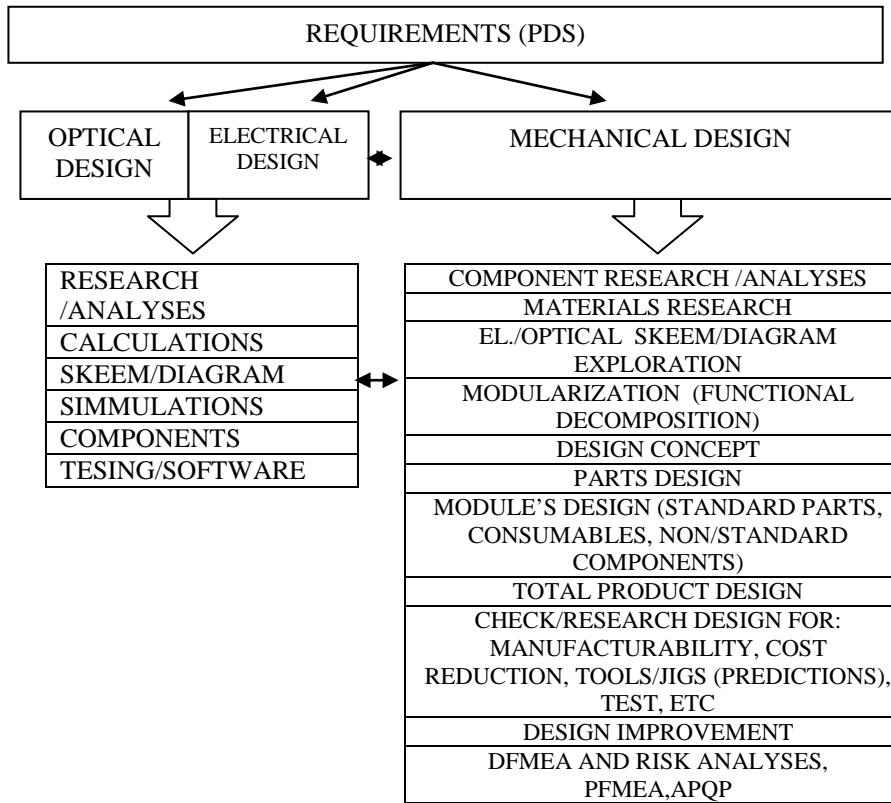 REQUIREMENTS (PDS)
OPTICAL
DESIGN
ELECTRICAL
DESIGN
MECHANICAL DESIGN
RESEARCH
/ANALYSES
CALCULATIONS
SKEEM/DIAGRAM
SIMMULATIONS
COMPONENTS
TESING/SOFTWARE
COMPONENT RESEARCH /ANALYSES
MATERIALS RESEARCH
EL./OPTICAL SKEEM/DIAGRAM
EXPLORATION
MODULARIZATION (FUNCTIONAL
DECOMPOSITION)
DESIGN CONCEPT
PARTS DESIGN
MODULE'S DESIGN (STANDARD PARTS,
CONSUMABLES, NON/STANDARD
COMPONENTS)
TOTAL PRODUCT DESIGN
CHECK/RESEARCH DESIGN FOR:
MANUFACTURABILITY, COST
REDUCTION, TOOLS/JIGS (PREDICTIONS),
TEST, ETC
DESIGN IMPROVEMENT
DFMEA AND RISK ANALYSES,
PFMEA,APQP